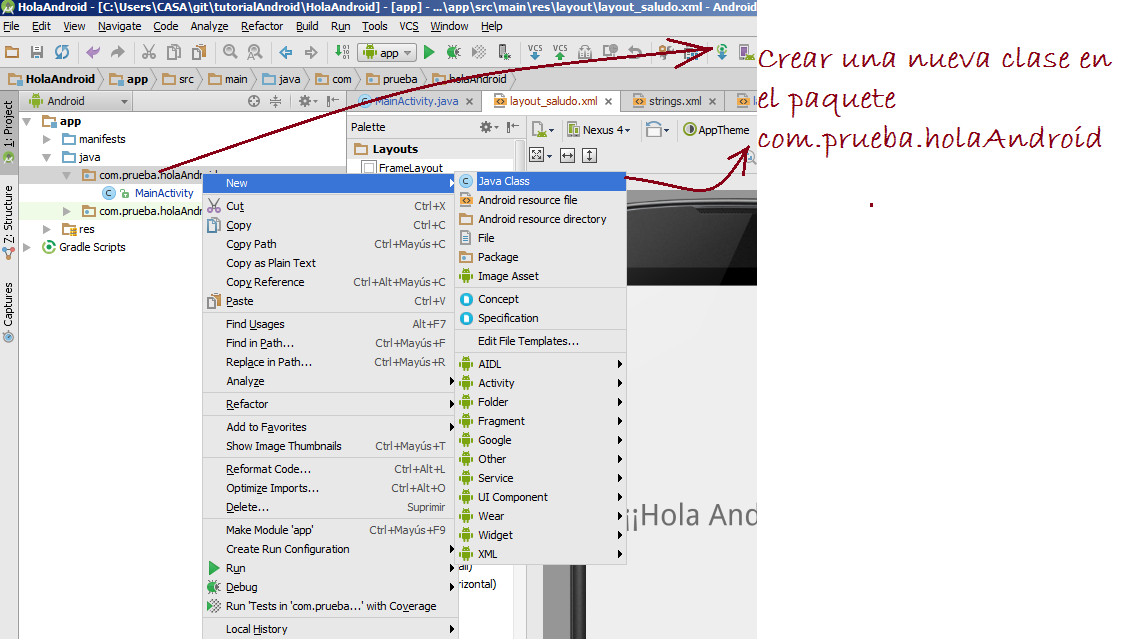 HolaAndroid - [C:\Users\CASA\git\tutorialAndroid\HolaAndroid] - [app] - ...\app\src\main\res\layout\layout_saludo.xml - Android
File Edit View Navigate Code Analyze Refactor Build Run Tools VCS Window Help
app VCS VCS
HolaAndroid app src main java com prueba holaAndroid
1: Project
Z: Structure
Captures
Android
app
manifests
java
com.prueba.holaAndroid
MainActivity
com.prueba.holaAnd
res
Gradle Scripts
MainActivity.java layout_saludo.xml strings.xml
Palette
Layouts
FrameLayout
Nexus 4 AppTheme
New
Cut Ctrl+X
Copy Ctrl+C
Copy Path Ctrl+Mayús+C
Copy as Plain Text
Copy Reference Ctrl+Alt+Mayús+C
Paste Ctrl+V
Find Usages Alt+F7
Find in Path... Ctrl+Mayús+F
Replace in Path... Ctrl+Mayús+R
Analyze
Refactor
Add to Favorites
Show Image Thumbnails Ctrl+Mayús+T
Reformat Code... Ctrl+Alt+L
Optimize Imports... Ctrl+Alt+O
Delete... Suprimir
Make Module 'app' Ctrl+Mayús+F9
Create Run Configuration
Run
Debug
Run 'Tests in 'com.prueba...' with Coverage
Local History
Java Class
Android resource file
Android resource directory
File
Package
Image Asset
Concept
Specification
Edit File Templates...
AIDL
Activity
Folder
Fragment
Google
Other
Service
UI Component
Wear
Widget
XML
¡¡Hola And
Crear una nueva clase en
el paquete
com.prueba.holaAndroid
.